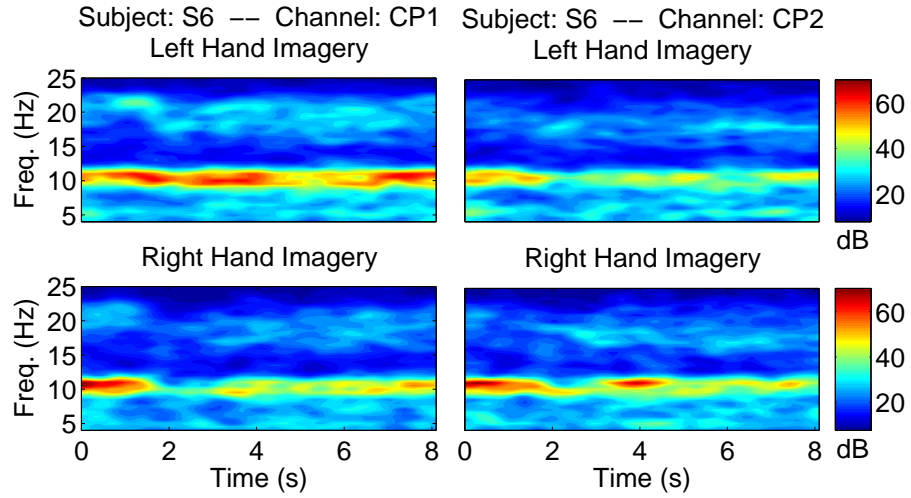 Subject: S6 −− Channel: CP1
Subject: S6 −− Channel: CP2
Left Hand Imagery
Left Hand Imagery
25
20
15
10
5
Freq. (Hz)
60
40
20
dB
Right Hand Imagery
Right Hand Imagery
25
20
15
10
5
Freq. (Hz)
60
40
20
dB
0 2 4 6 8
0 2 4 6 8
Time (s)
Time (s)